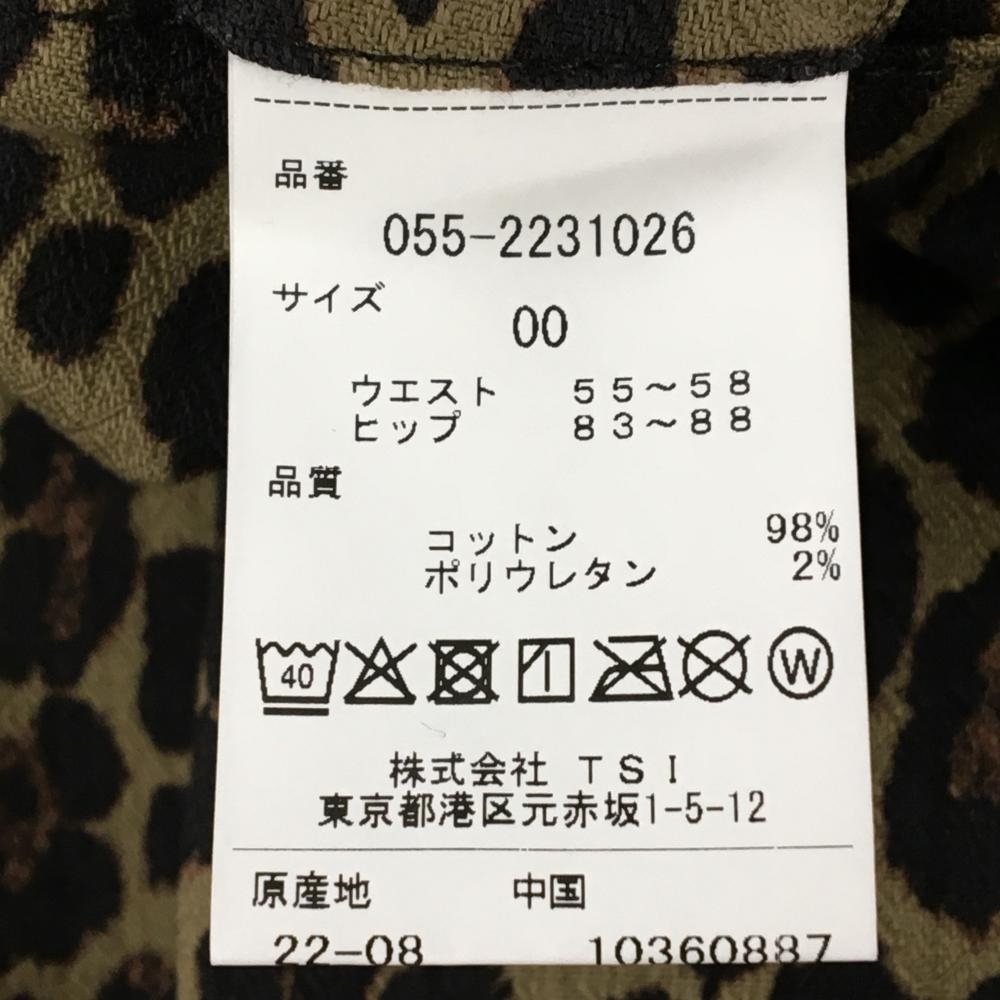 品番
055-2231026
サイズ
00
ウエスト 55～58
ヒップ 83～88
品質
コットン 98%
ポリウレタン 2%
40 W
株式会社 TSI
東京都港区元赤坂1-5-12
原産地 中国
22-08 10360887